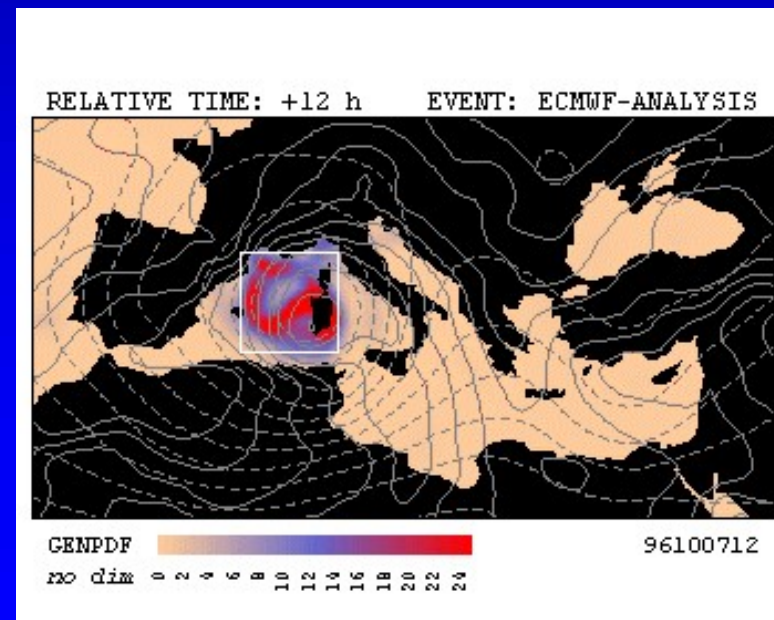 RELATIVE TIME: +12 h EVENT: ECMWF-ANALYSIS
GENPDF 96100712
no dim 0 2 4 6 8 10 12 14 16 18 20 22 24